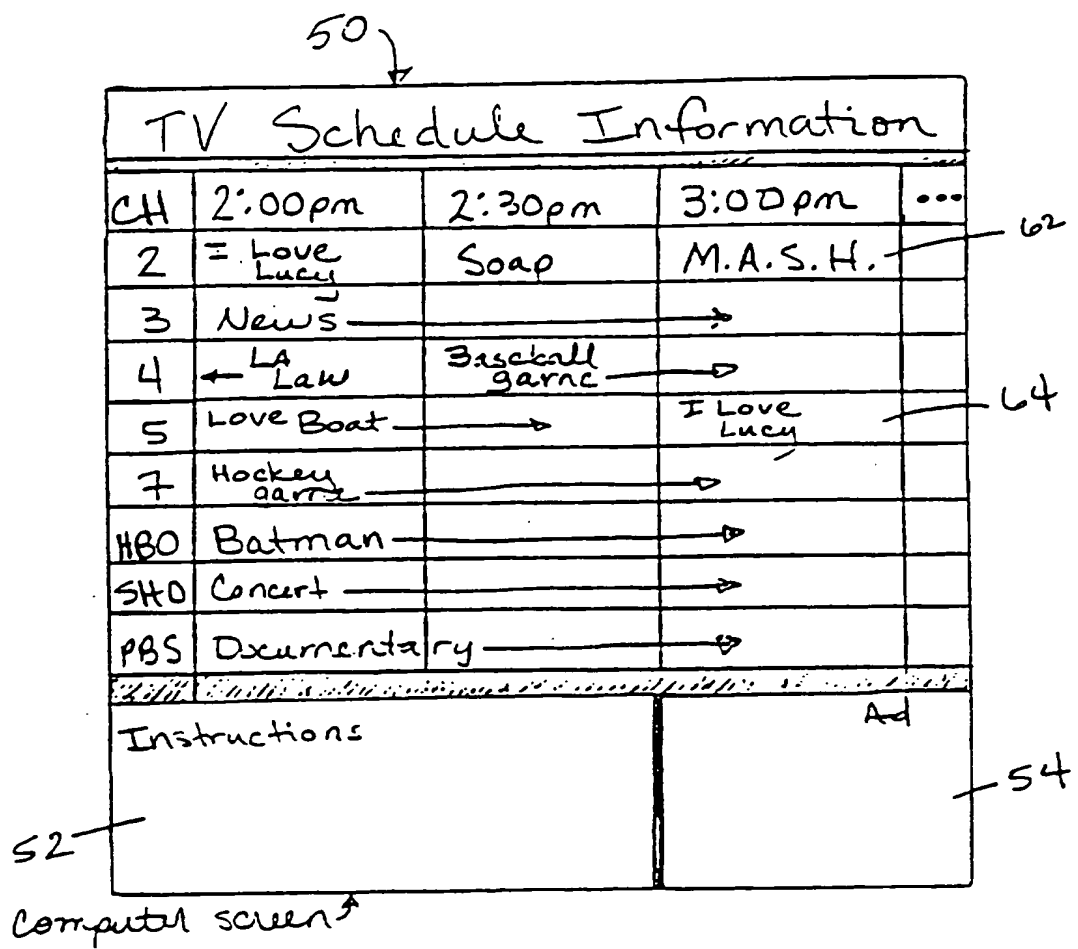 50
TV Schedule Information
CH 2:00pm 2:30pm 3:00pm ...
2 I Love Lucy Soap M.A.S.H. 62
3 News
4 LA Law Baseball game
5 Love Boat I Love Lucy 64
7 Hockey game
HBO Batman
SHO Concert
PBS Documentary
Instructions Ad
54
52
Computer screen